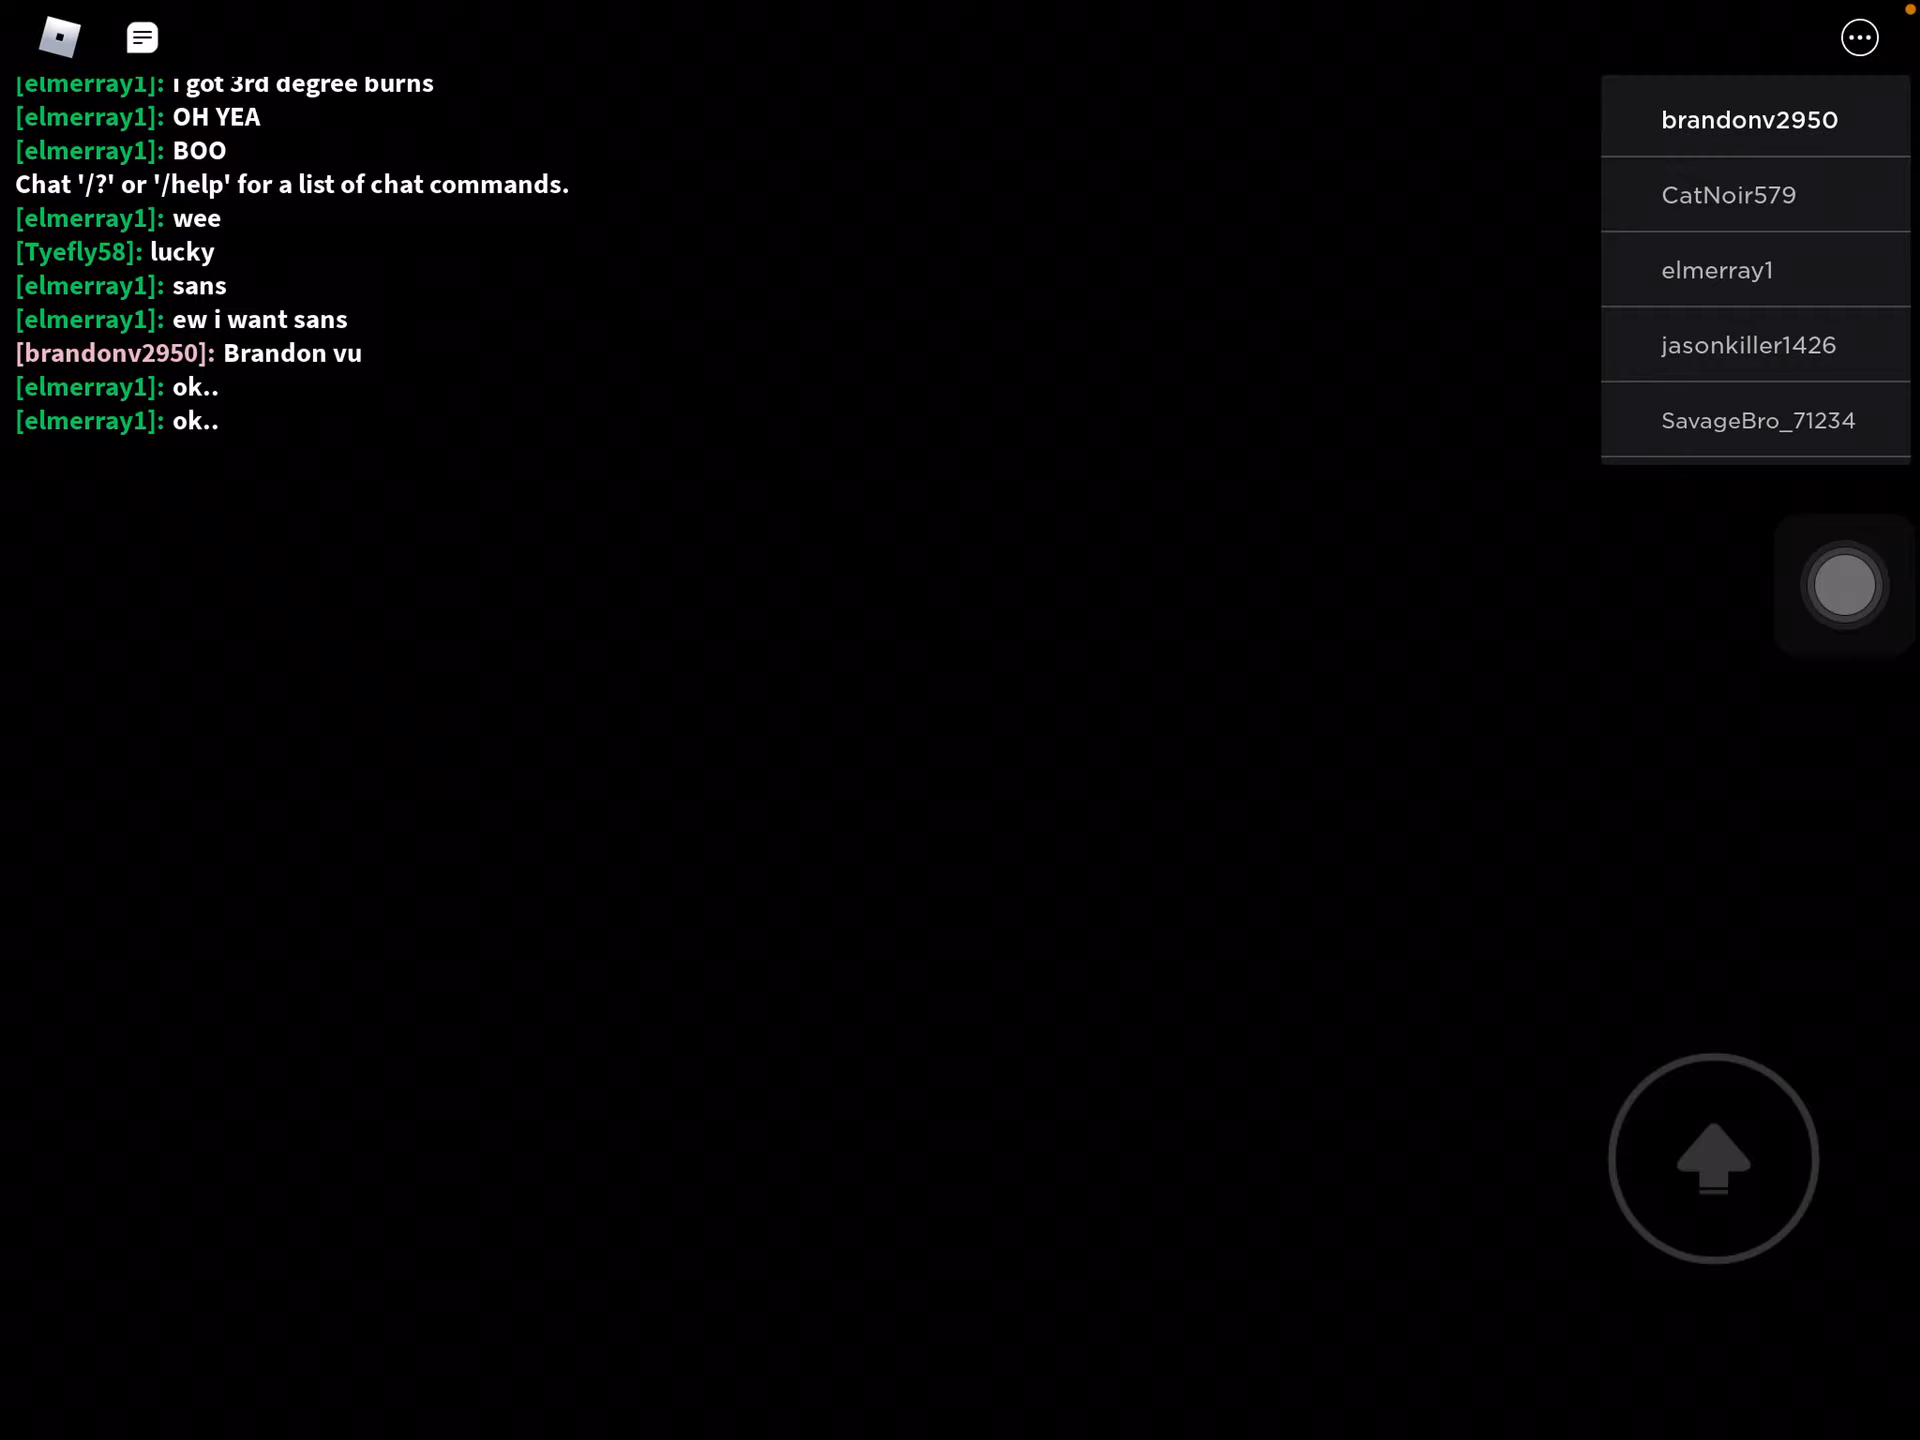 [elmerray1]: i got 3rd degree burns
[elmerray1]: OH YEA
[elmerray1]: BOO
Chat '/?' or '/help' for a list of chat commands.
[elmerray1]: wee
[Tyefly58]: lucky
[elmerray1]: sans
[elmerray1]: ew i want sans
[brandonv2950]: Brandon vu
[elmerray1]: ok..
[elmerray1]: ok..
brandonv2950
CatNoir579
elmerray1
jasonkiller1426
SavageBro_71234